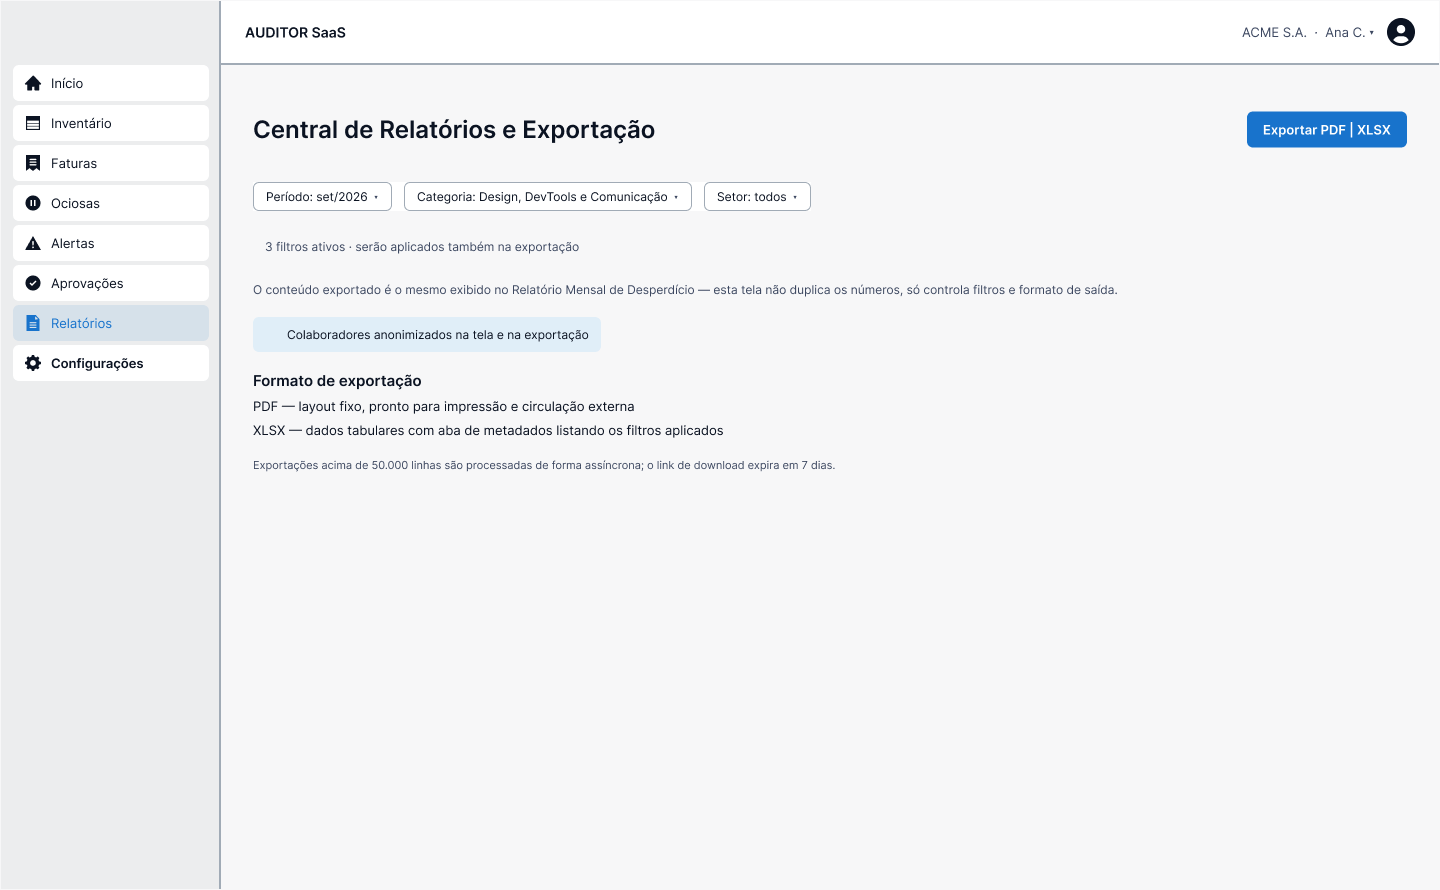 AUDITOR SaaS
ACME S.A. · Ana C. ▾
Início
Inventário
Faturas
Ociosas
Alertas
Aprovações
Relatórios
Configurações
Central de Relatórios e Exportação
Exportar PDF | XLSX
Período: set/2026 ▾
Categoria: Design, DevTools e Comunicação ▾
Setor: todos ▾
3 filtros ativos · serão aplicados também na exportação
O conteúdo exportado é o mesmo exibido no Relatório Mensal de Desperdício — esta tela não duplica os números, só controla filtros e formato de saída.
Colaboradores anonimizados na tela e na exportação
Formato de exportação
PDF — layout fixo, pronto para impressão e circulação externa
XLSX — dados tabulares com aba de metadados listando os filtros aplicados
Exportações acima de 50.000 linhas são processadas de forma assíncrona; o link de download expira em 7 dias.